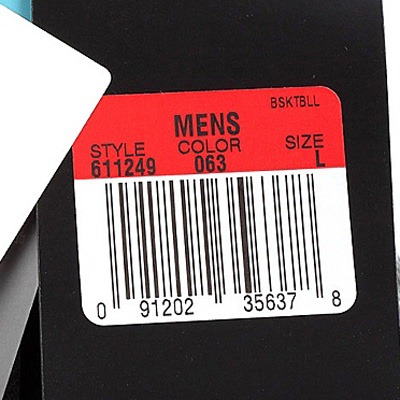 BSKTBLL
MENS
STYLE COLOR SIZE
611249 063 L
0 91202 35637 8